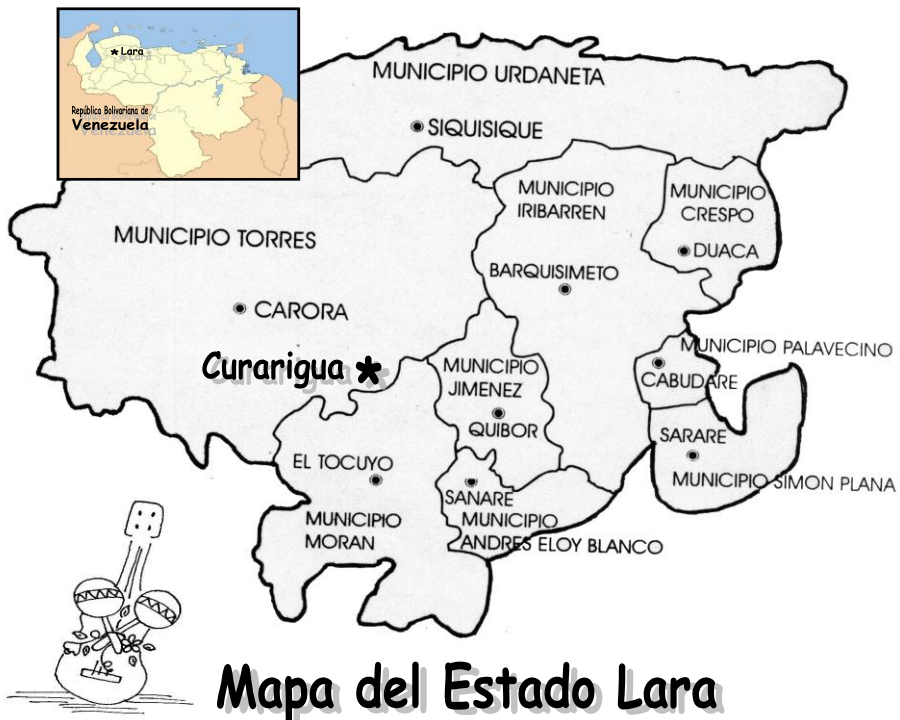 Lara
República Bolivariana de
Venezuela
MUNICIPIO URDANETA
SIQUISIQUE
MUNICIPIO
IRIBARREN
MUNICIPIO
CRESPO
MUNICIPIO TORRES
DUACA
BARQUISIMETO
CARORA
MUNICIPIO PALAVECINO
Curarigua
MUNICIPIO
JIMENEZ
CABUDARE
QUIBOR
SARARE
EL TOCUYO
MUNICIPIO SIMON PLANA
SANARE
MUNICIPIO
MORAN
MUNICIPIO
ANDRES ELOY BLANCO
Mapa del Estado Lara